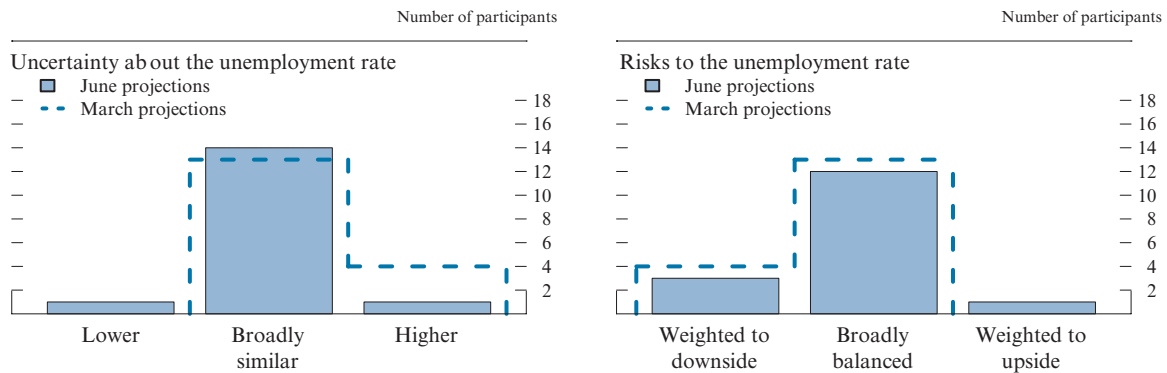 Number of participants
Uncertainty about the unemployment rate
June projections
March projections
18
16
14
12
10
8
6
4
2
Lower
Broadly
similar
Higher
Number of participants
Risks to the unemployment rate
June projections
March projections
18
16
14
12
10
8
6
4
2
Weighted to
downside
Broadly
balanced
Weighted to
upside